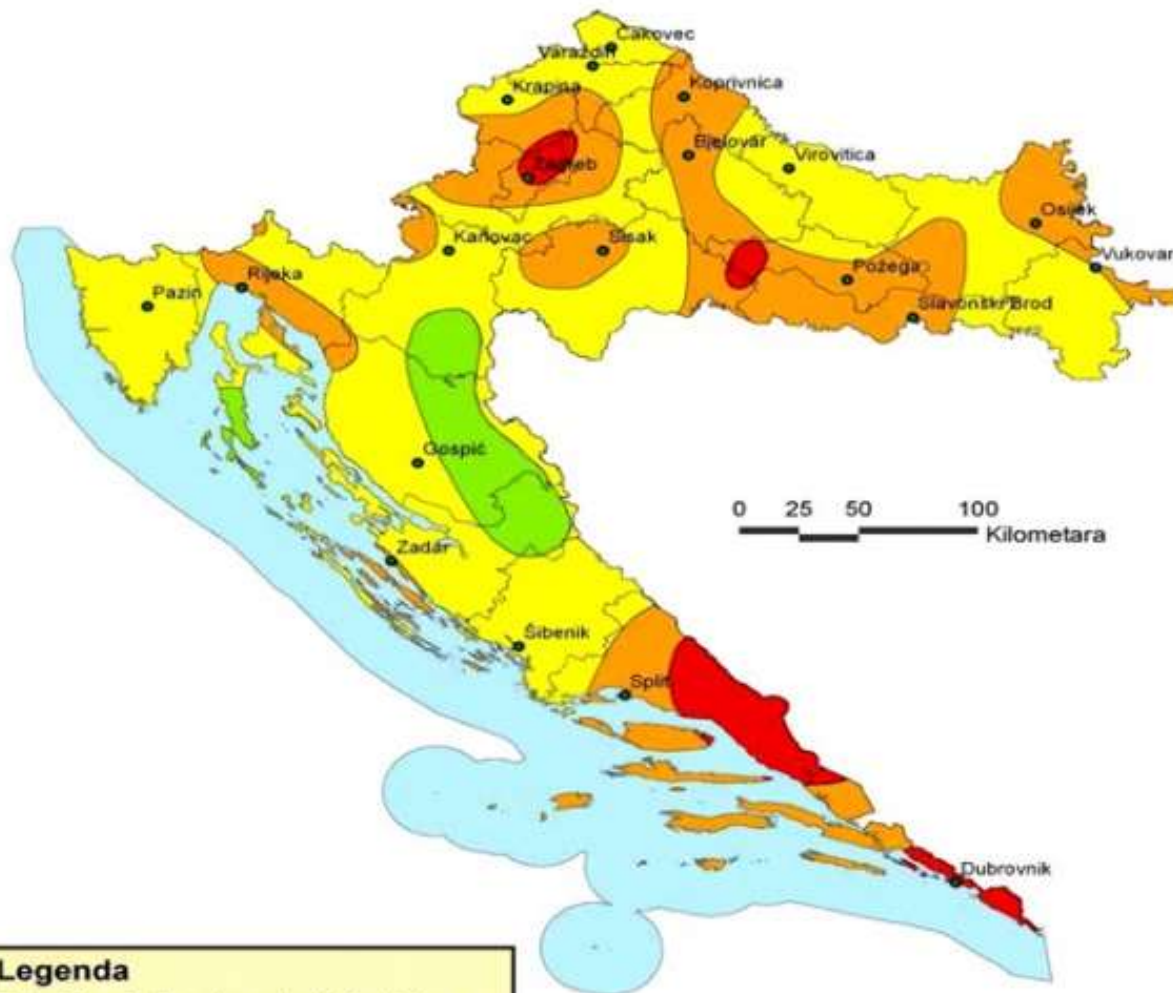 Čakovec
Varaždin
Krapina
Koprivnica
Zagreb
Bjelovar
Virovitica
Osijek
Karlovac
Sisak
Vukovar
Rijeka
Požega
Pazin
Slavonski Brod
Gospić
0 25 50 100
Kilometara
Zadar
Šibenik
Split
Dubrovnik
Legenda